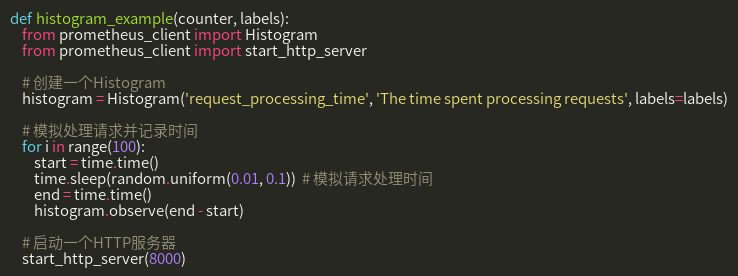 def histogram_example(counter, labels):
    from prometheus_client import Histogram
    from prometheus_client import start_http_server
    # 创建一个Histogram
    histogram = Histogram('request_processing_time', 'The time spent processing requests', labels=labels)
    # 模拟处理请求并记录时间
    for i in range(100):
        start = time.time()
        time.sleep(random.uniform(0.01, 0.1))  # 模拟请求处理时间
        end = time.time()
        histogram.observe(end - start)
    # 启动一个HTTP服务器
    start_http_server(8000)